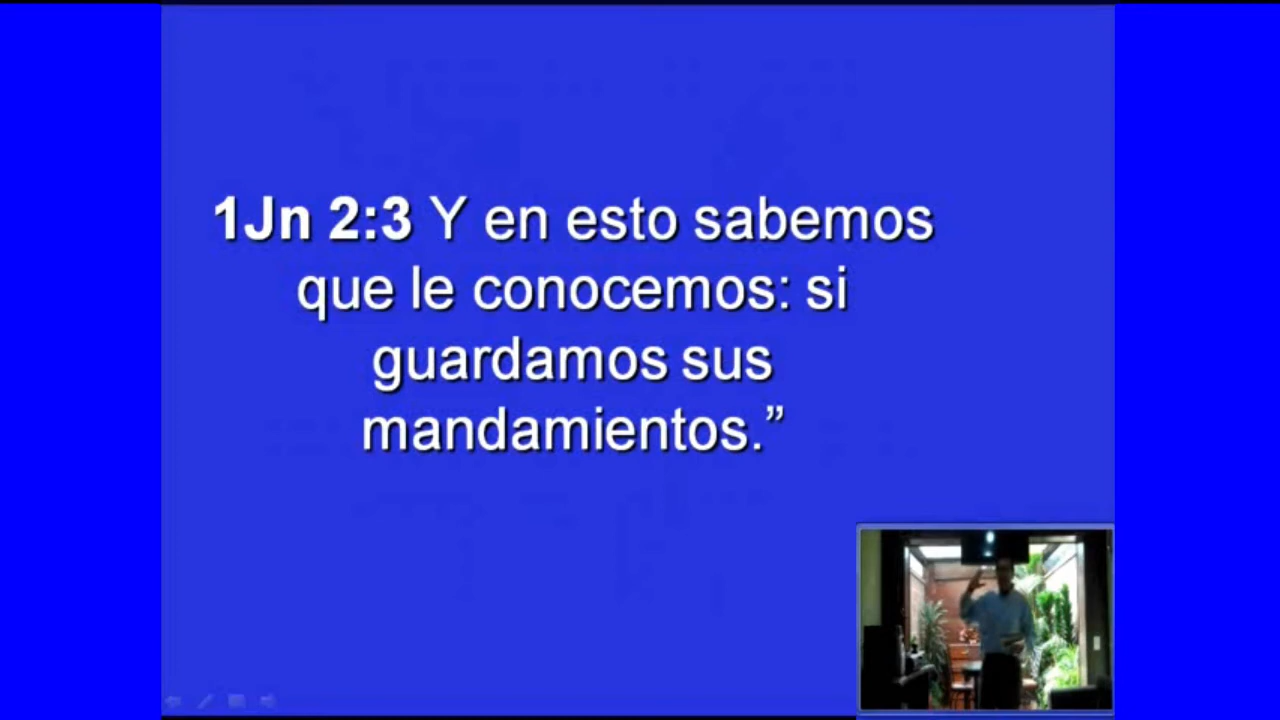 1Jn 2:3 Y en esto sabemos
que le conocemos: si
guardamos sus
mandamientos.”